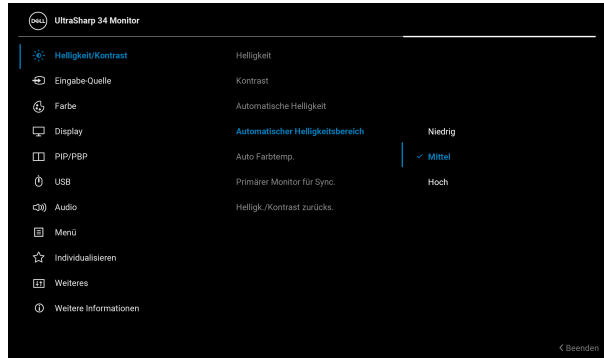 DELL UltraSharp 34 Monitor
Helligkeit/Kontrast
Helligkeit
Eingabe-Quelle
Kontrast
Farbe
Automatische Helligkeit
Display
Automatischer Helligkeitsbereich
Niedrig
PIP/PBP
Auto Farbtemp.
Mittel
USB
Primärer Monitor für Sync.
Hoch
Audio
Helligk./Kontrast zurücks.
Menü
Individualisieren
Weiteres
Weitere Informationen
Beenden